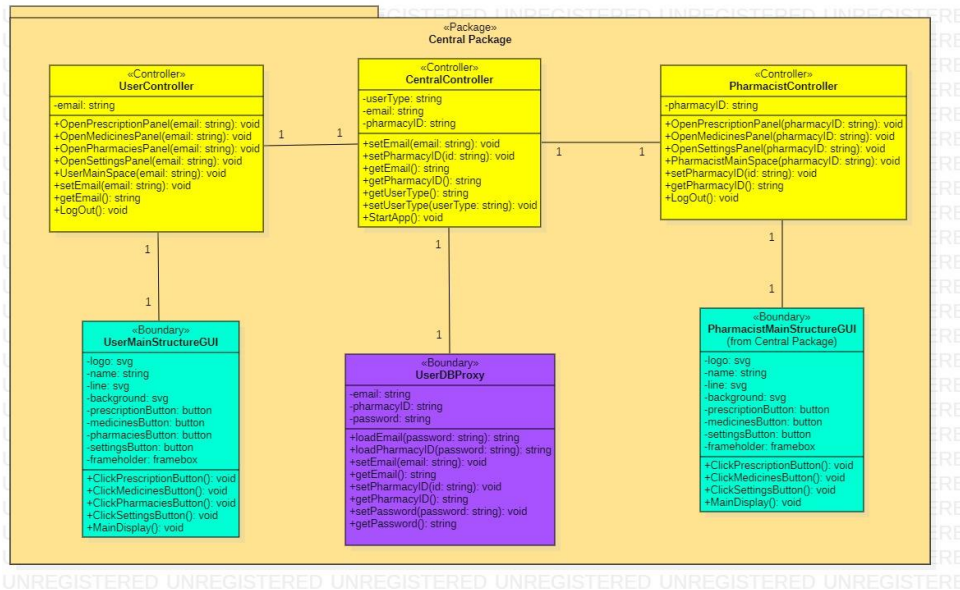 UNREGISTERED UNREGISTERED UNREGISTERED UNREGISTERED
«Package»
Central Package
«Controller»
UserController
-email: string
+OpenPrescriptionPanel(email: string): void
+OpenMedicinesPanel(email: string): void
+OpenPharmaciesPanel(email: string): void
+OpenSettingsPanel(email: string): void
+UserMainSpace(email: string): void
+setEmail(email: string): void
+getEmail(): string
+LogOut(): void
1
1
«Controller»
CentralController
-userType: string
-email: string
-pharmacyID: string
+setEmail(email: string): void
+setPharmacyID(id: string): void
+getEmail(): string
+getPharmacyID(): string
+getUserType(): string
+setUserType(userType: string): void
+StartApp(): void
1
1
«Controller»
PharmacistController
-pharmacyID: string
+OpenPrescriptionPanel(pharmacyID: string): void
+OpenMedicinesPanel(pharmacyID: string): void
+OpenSettingsPanel(pharmacyID: string): void
+PharmacistMainSpace(pharmacyID: string): void
+setPharmacyID(id: string): void
+getPharmacyID(): string
+LogOut(): void
1
1
«Boundary»
UserMainStructureGUI
-logo: svg
-name: string
-line: svg
-background: svg
-prescriptionButton: button
-medicinesButton: button
-pharmaciesButton: button
-settingsButton: button
-frameholder: framebox
+ClickPrescriptionButton(): void
+ClickMedicinesButton(): void
+ClickPharmaciesButton(): void
+ClickSettingsButton(): void
+MainDisplay(): void
1
1
«Boundary»
UserDBProxy
-email: string
-pharmacyID: string
-password: string
+loadEmail(password: string): string
+loadPharmacyID(password: string): string
+setEmail(email: string): void
+getEmail(): string
+setPharmacyID(id: string): void
+getPharmacyID(): string
+setPassword(password: string): void
+getPassword(): string
1
1
«Boundary»
PharmacistMainStructureGUI
(from Central Package)
-logo: svg
-name: string
-line: svg
-background: svg
-prescriptionButton: button
-medicinesButton: button
-settingsButton: button
-frameholder: framebox
+ClickPrescriptionButton(): void
+ClickMedicinesButton(): void
+ClickSettingsButton(): void
+MainDisplay(): void
UNREGISTERED UNREGISTERED UNREGISTERED UNREGISTERED UNREGISTERED UNREGISTERE